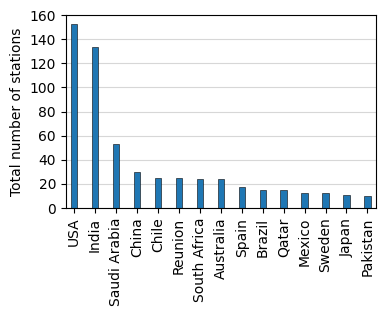 Total number of stations
160
140
120
100
80
60
40
20
0
USA
India
Saudi Arabia
China
Chile
Reunion
South Africa
Australia
Spain
Brazil
Qatar
Mexico
Sweden
Japan
Pakistan